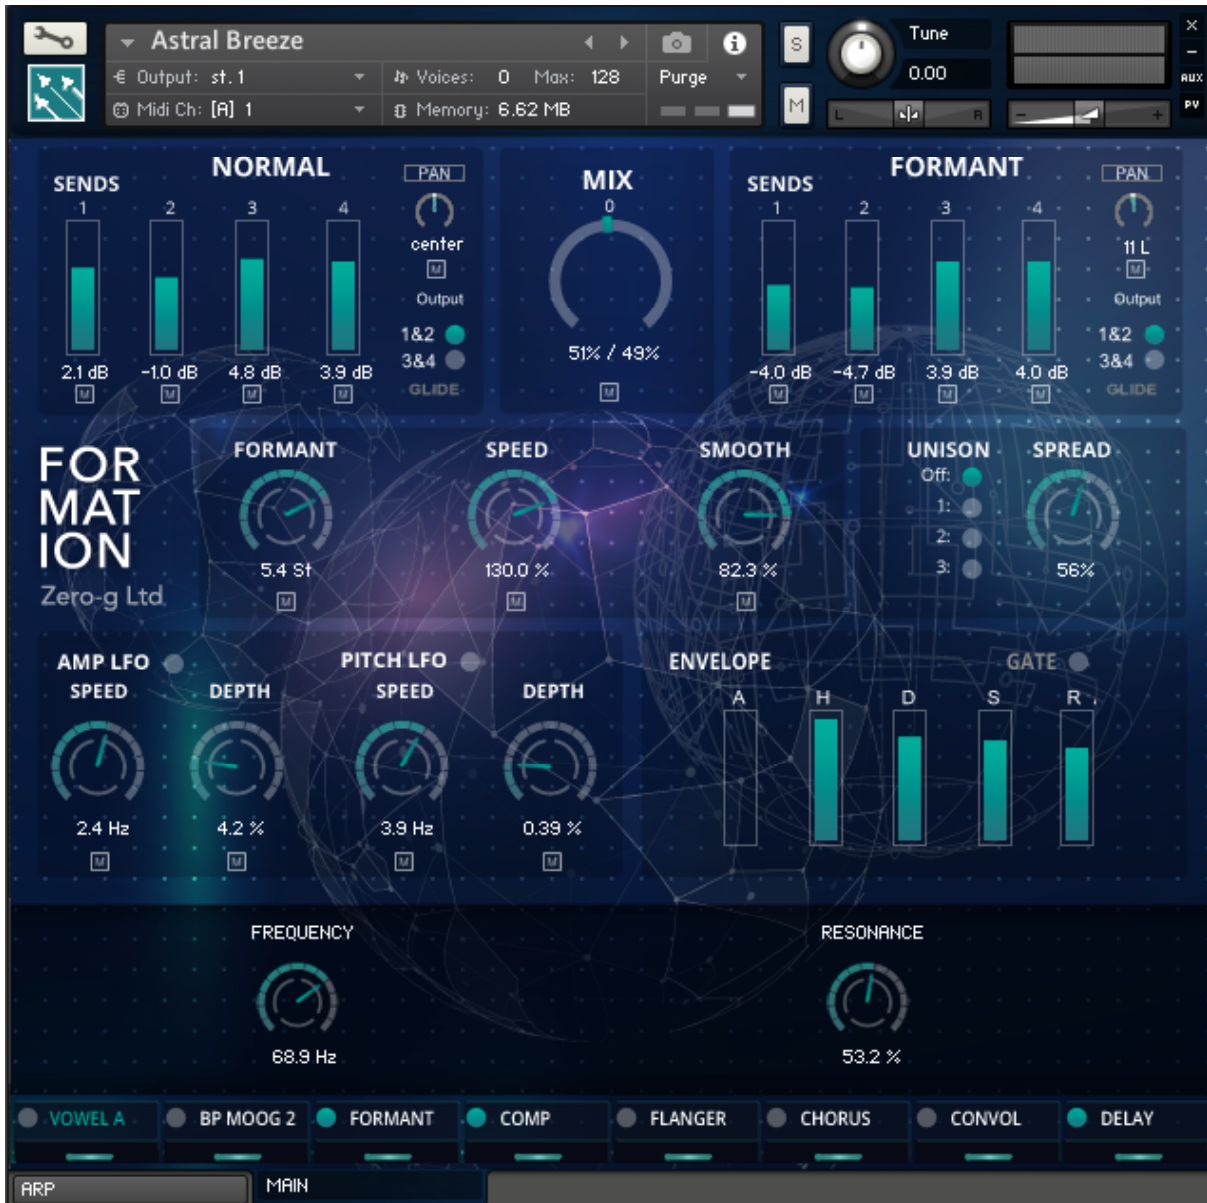 Astral Breeze
S
Tune
X
Output: st. 1
Voices: 0 Max: 128
Purge
0.00
AUX
Midi Ch: [A] 1
Memory: 6.62 MB
M
L
R
-
+
PV
NORMAL
PAN
SENDS
1
2
3
4
center
M
Output
1&2
3&4
GLIDE
2.1 dB
-1.0 dB
4.8 dB
3.9 dB
M
M
M
M
MIX
0
51% / 49%
M
FORMANT
PAN
SENDS
1
2
3
4
11 L
M
Output
1&2
3&4
GLIDE
-4.0 dB
-4.7 dB
3.9 dB
4.0 dB
M
M
M
M
FOR
MAT
ION
Zero-g Ltd
FORMANT
SPEED
SMOOTH
5.4 St
130.0 %
82.3 %
M
M
M
UNISON
SPREAD
Off:
1:
2:
3:
56%
AMP LFO
PITCH LFO
SPEED
DEPTH
SPEED
DEPTH
2.4 Hz
4.2 %
3.9 Hz
0.39 %
M
M
M
M
ENVELOPE
GATE
A
H
D
S
R
FREQUENCY
RESONANCE
68.9 Hz
53.2 %
VOWEL A
BP MOOG 2
FORMANT
COMP
FLANGER
CHORUS
CONVOL
DELAY
ARP
MAIN